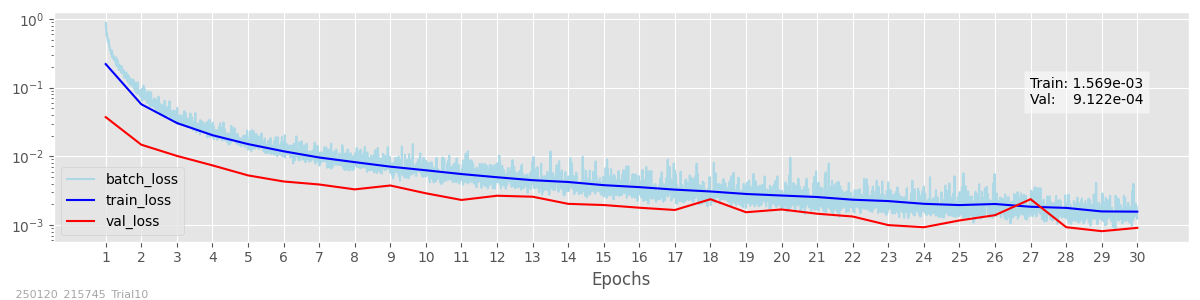 10⁰
10⁻¹
10⁻²
10⁻³
Train: 1.569e-03
Val: 9.122e-04
batch_loss
train_loss
val_loss
1 2 3 4 5 6 7 8 9 10 11 12 13 14 15 16 17 18 19 20 21 22 23 24 25 26 27 28 29 30
Epochs
250120_215745_Trial10